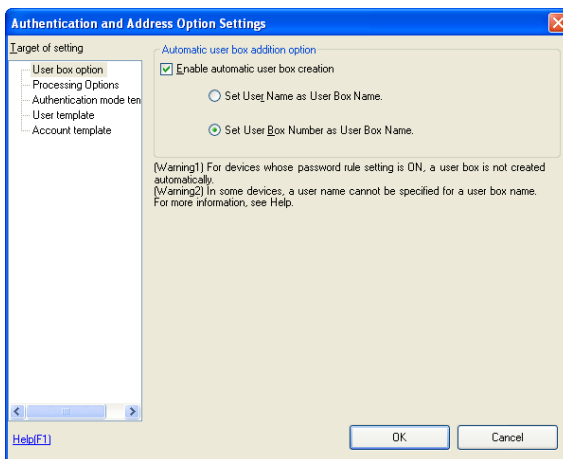 Authentication and Address Option Settings
Target of setting
User box option
Processing Options
Authentication mode ten
User template
Account template
Automatic user box addition option
Enable automatic user box creation
Set User Name as User Box Name.
Set User Box Number as User Box Name.
(Warning1) For devices whose password rule setting is ON, a user box is not created
automatically.
(Warning2) In some devices, a user name cannot be specified for a user box name.
For more information, see Help.
Help(F1)
OK
Cancel